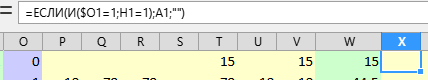 =ЕСЛИ(И($O1=1;H1=1);A1;"")
O P Q R S T U V W X
0 15 15 15